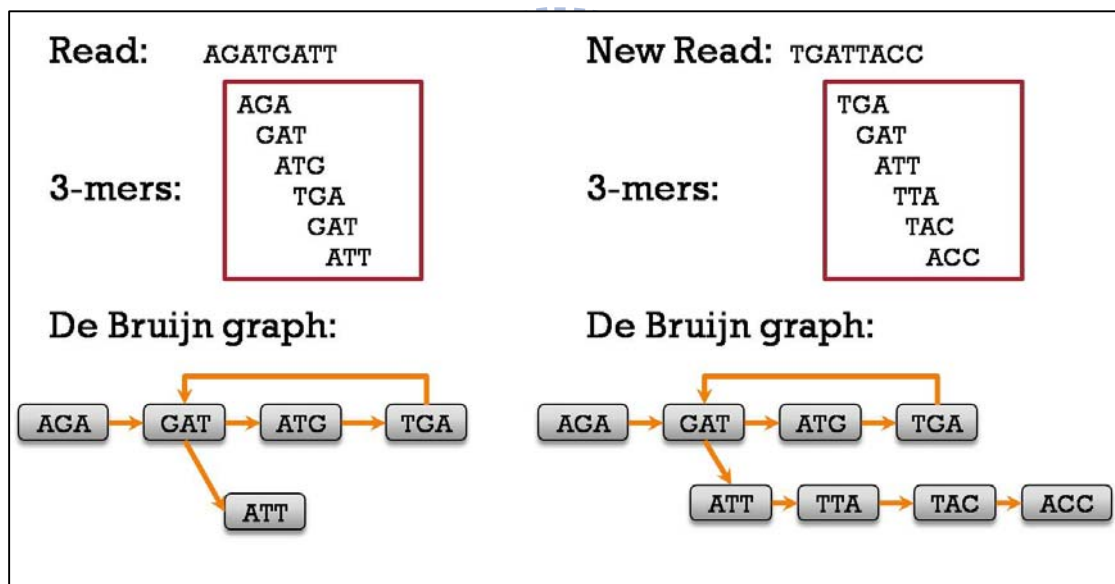 Read: AGATGATT
AGA
GAT
ATG
3-mers:
TGA
GAT
ATT
De Bruijn graph:
AGA GAT ATG TGA
ATT
New Read: TGATTACC
TGA
GAT
ATT
3-mers:
TTA
TAC
ACC
De Bruijn graph:
AGA GAT ATG TGA
ATT TTA TAC ACC